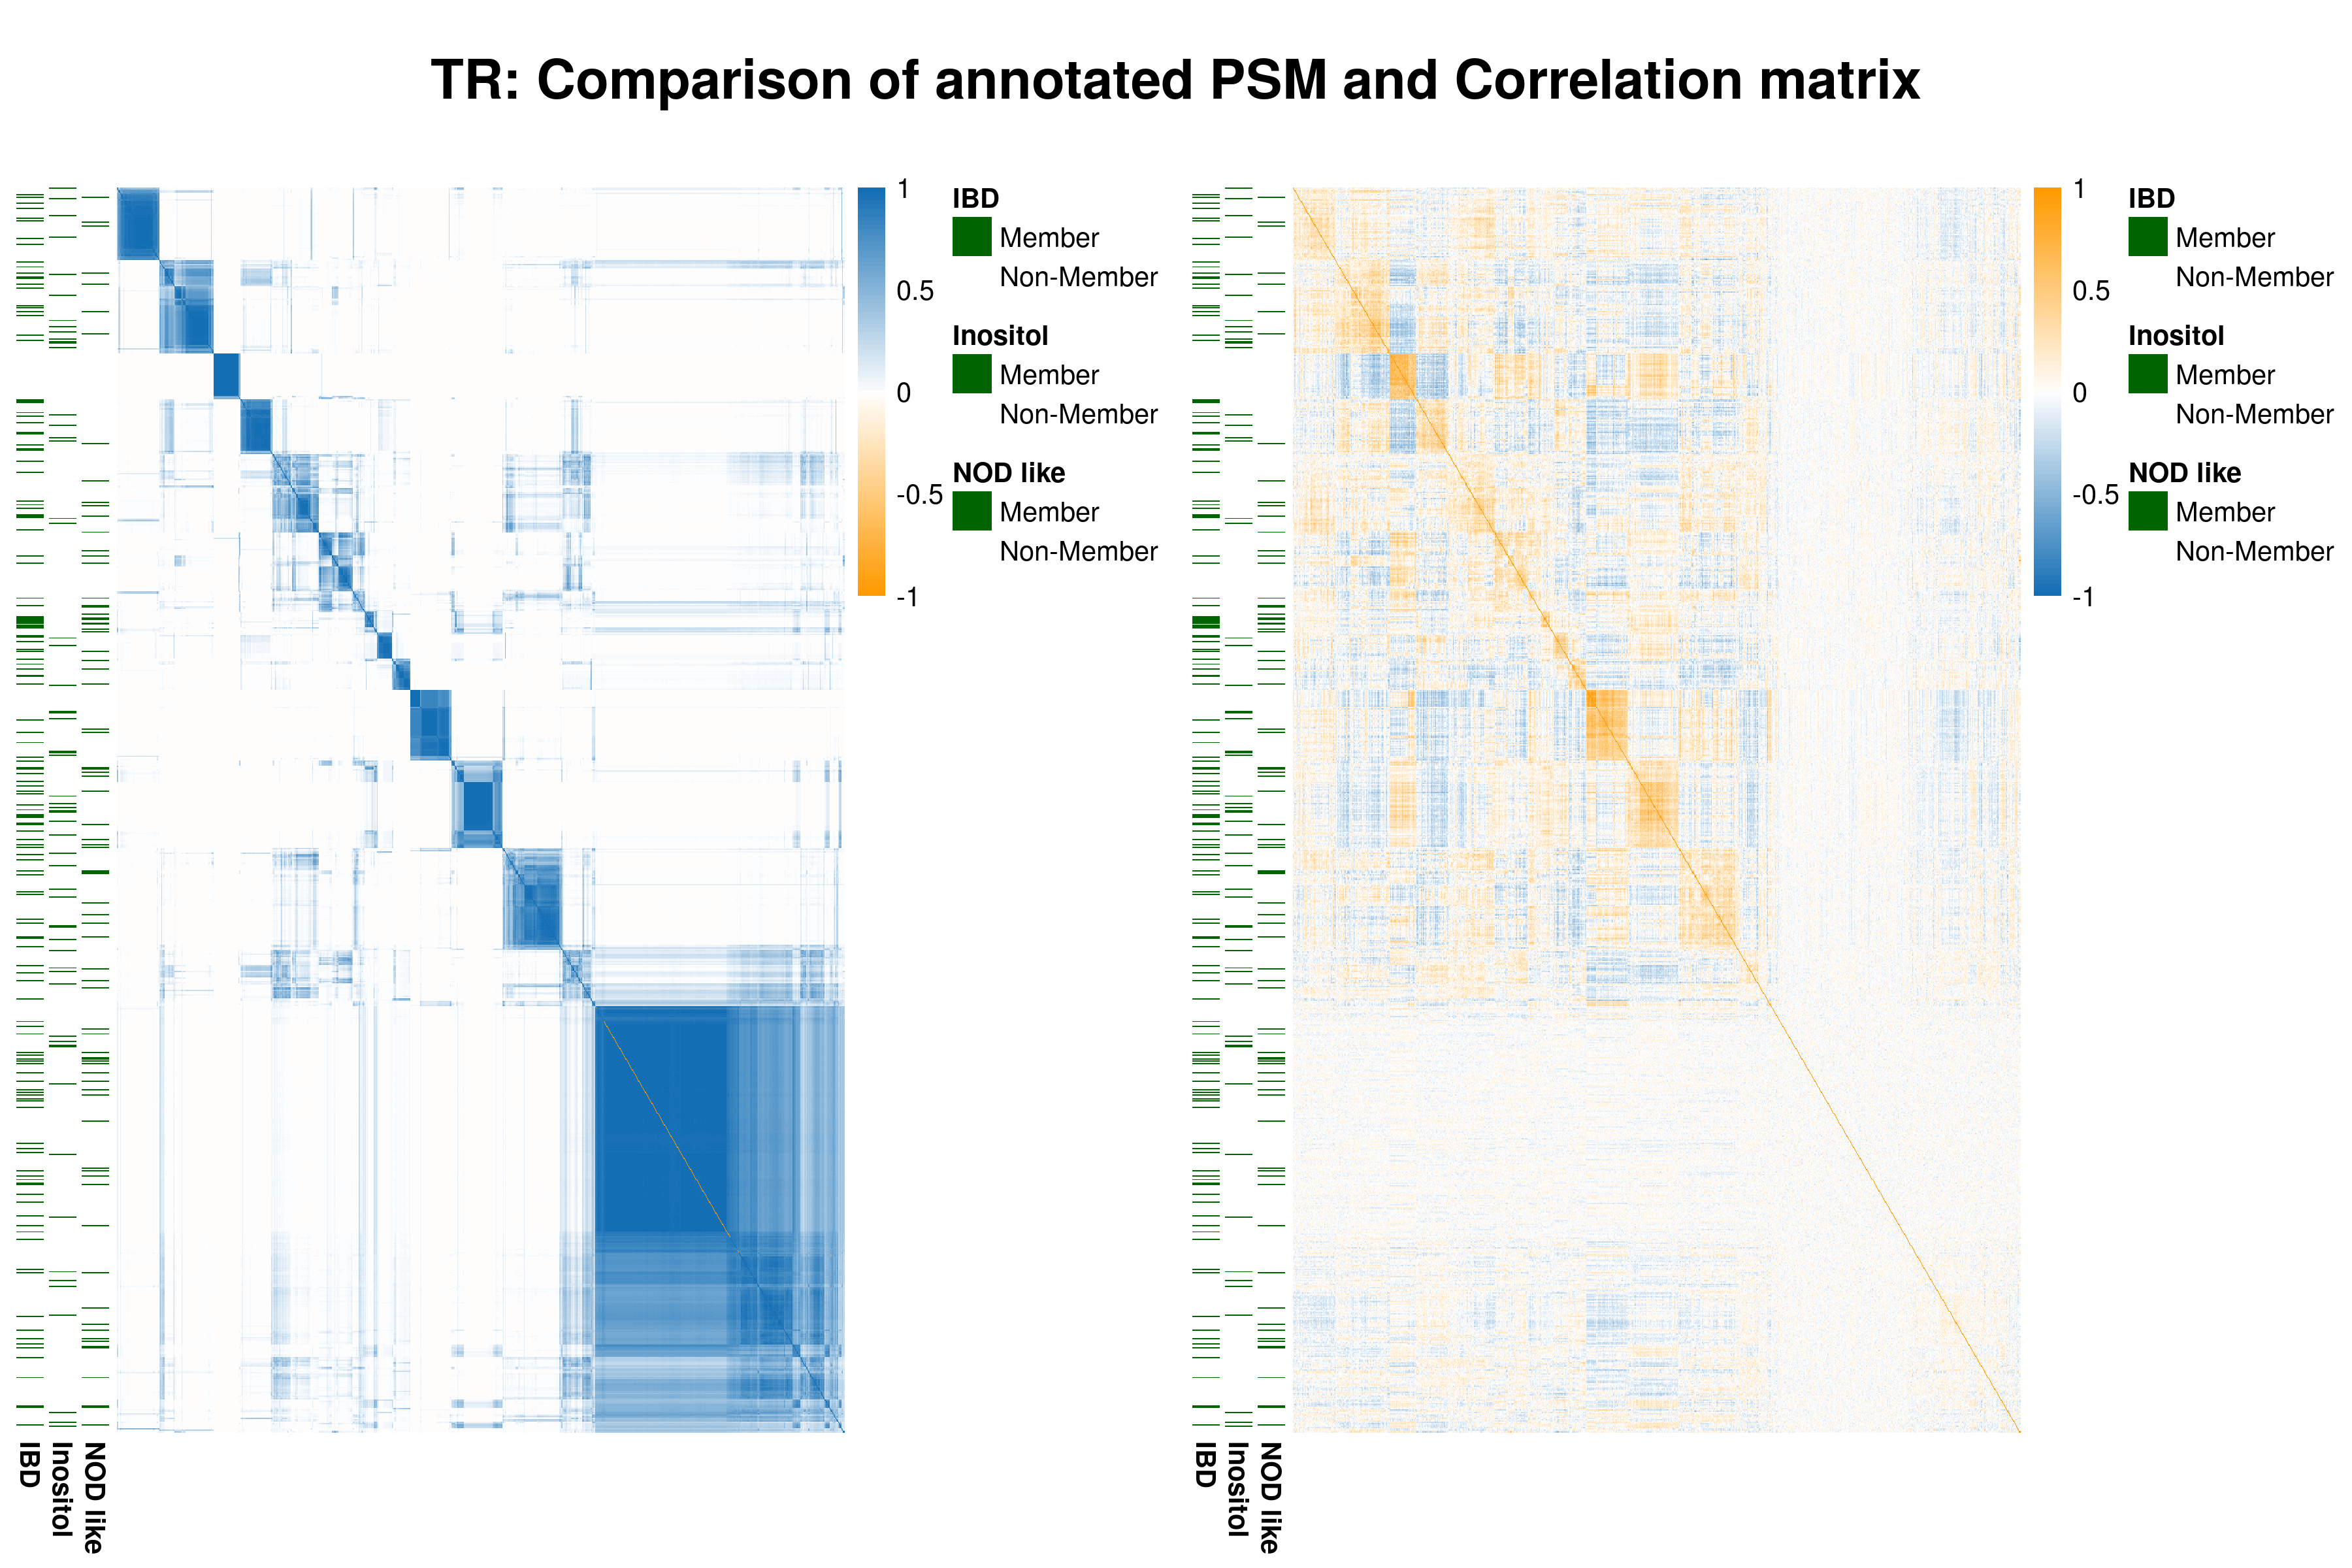 TR: Comparison of annotated PSM and Correlation matrix
1
0.5
0
-0.5
-1
IBD
Member
Non-Member
Inositol
Member
Non-Member
NOD like
Member
Non-Member
IBD
Inositol
NOD like
1
0.5
0
-0.5
-1
IBD
Member
Non-Member
Inositol
Member
Non-Member
NOD like
Member
Non-Member
IBD
Inositol
NOD like